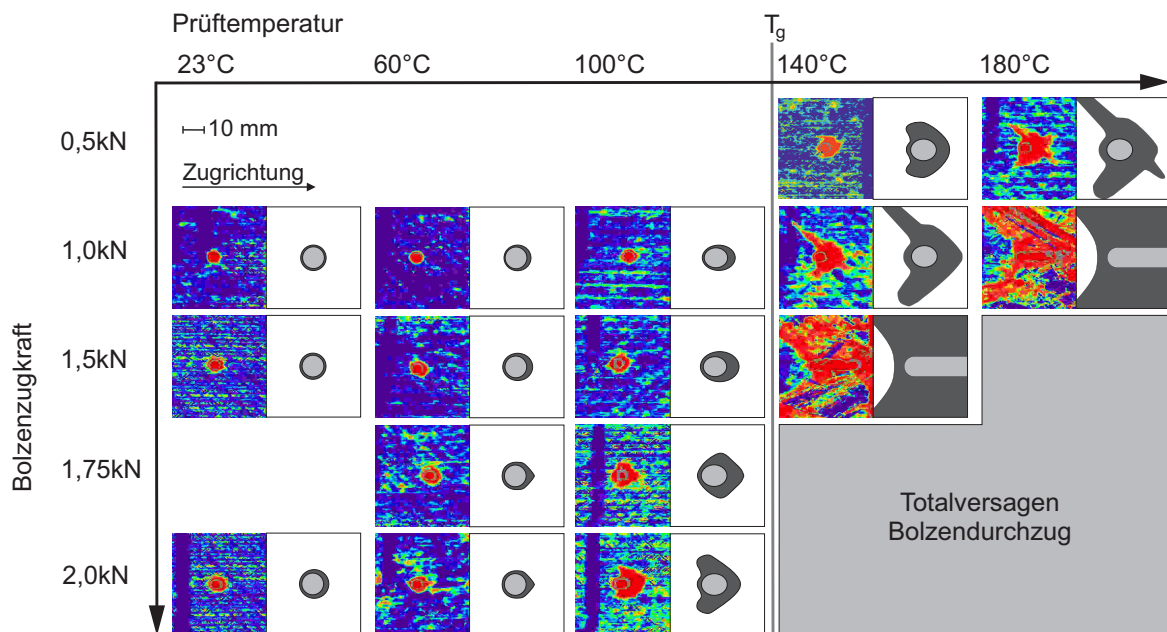 Prüftemperatur
Tg
23°C 60°C 100°C 140°C 180°C
0,5kN
10 mm
Zugrichtung
1,0kN
1,5kN
Bolzenzugkraft
1,75kN
Totalversagen
Bolzendurchzug
2,0kN